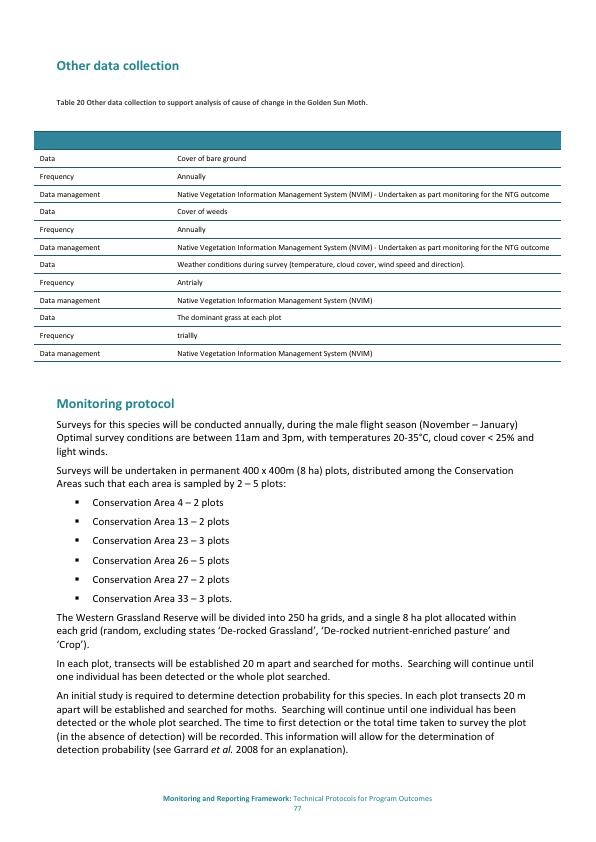 Other data collection
Table 20 Other data collection to support analysis of cause of change in the Golden Sun Moth.
Data Cover of bare ground
Frequency Annually
Data management Native Vegetation Information Management System (NVIM) - Undertaken as part monitoring for the NTG outcome
Data Cover of weeds
Frequency Annually
Data management Native Vegetation Information Management System (NVIM) - Undertaken as part monitoring for the NTG outcome
Data Weather conditions during survey (temperature, cloud cover, wind speed and direction).
Frequency Antrialy
Data management Native Vegetation Information Management System (NVIM)
Data The dominant grass at each plot
Frequency triallly
Data management Native Vegetation Information Management System (NVIM)
Monitoring protocol
Surveys for this species will be conducted annually, during the male flight season (November – January)
Optimal survey conditions are between 11am and 3pm, with temperatures 20-35°C, cloud cover < 25% and
light winds.
Surveys will be undertaken in permanent 400 x 400m (8 ha) plots, distributed among the Conservation
Areas such that each area is sampled by 2 – 5 plots:
▪ Conservation Area 4 – 2 plots
▪ Conservation Area 13 – 2 plots
▪ Conservation Area 23 – 3 plots
▪ Conservation Area 26 – 5 plots
▪ Conservation Area 27 – 2 plots
▪ Conservation Area 33 – 3 plots.
The Western Grassland Reserve will be divided into 250 ha grids, and a single 8 ha plot allocated within
each grid (random, excluding states ‘De-rocked Grassland’, ‘De-rocked nutrient-enriched pasture’ and
‘Crop’).
In each plot, transects will be established 20 m apart and searched for moths.  Searching will continue until
one individual has been detected or the whole plot searched.
An initial study is required to determine detection probability for this species. In each plot transects 20 m
apart will be established and searched for moths.  Searching will continue until one individual has been
detected or the whole plot searched. The time to first detection or the total time taken to survey the plot
(in the absence of detection) will be recorded. This information will allow for the determination of
detection probability (see Garrard et al. 2008 for an explanation).
Monitoring and Reporting Framework: Technical Protocols for Program Outcomes
77